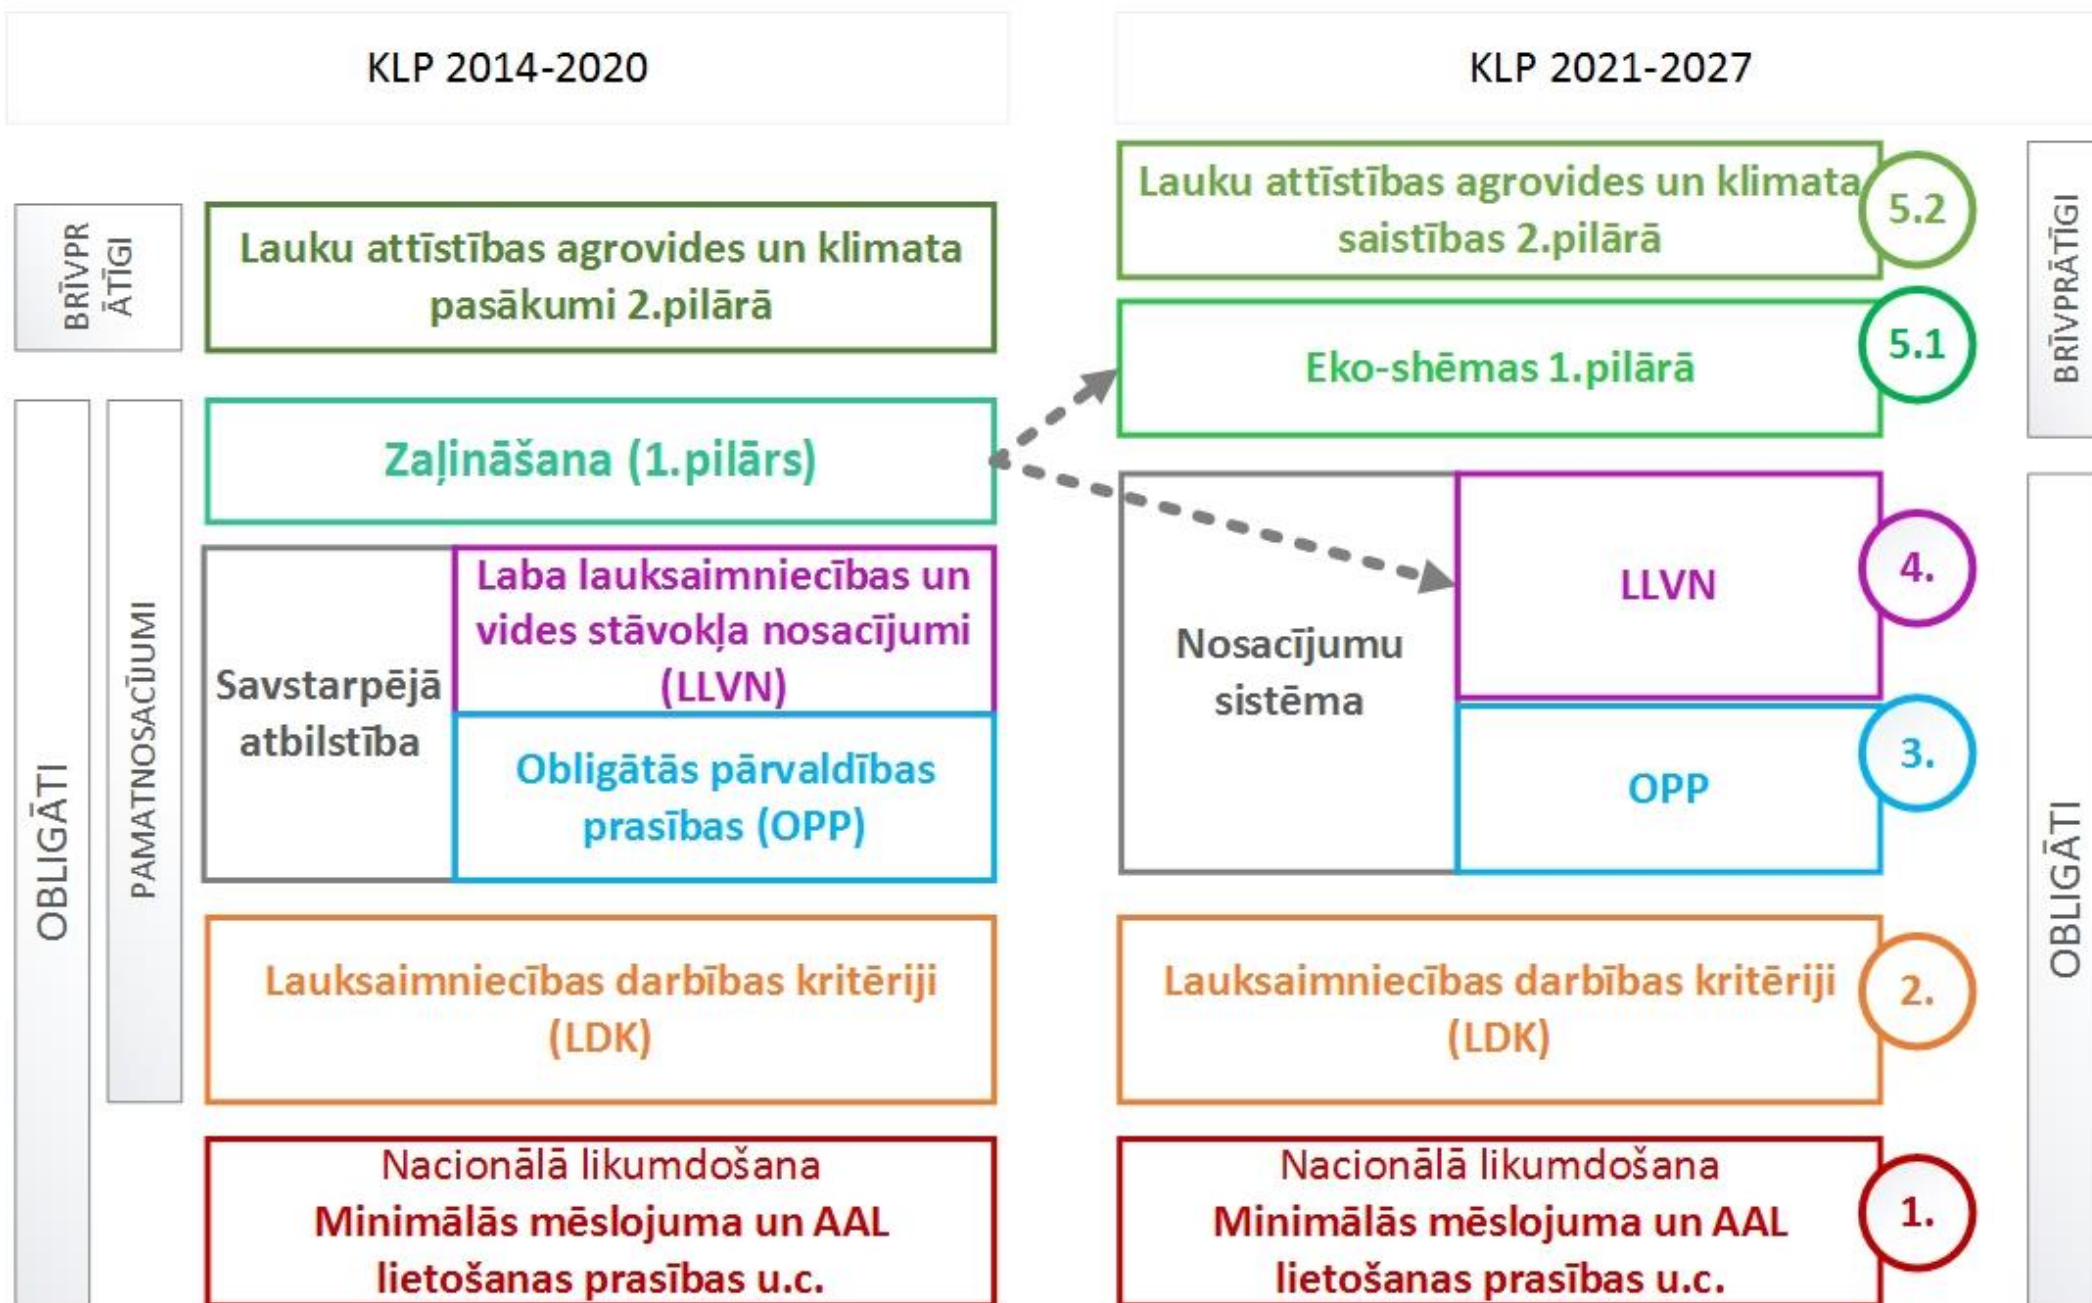 KLP 2014-2020
BRĪVPR
ĀTĪGI
Lauku attīstības agrovides un klimata
pasākumi 2.pilārā
OBLIGĀTI
PAMATNOSACĪJUMI
Zaļināšana (1.pilārs)
Savstarpējā
atbilstība
Laba lauksaimniecības un
vides stāvokļa nosacījumi
(LLVN)
Obligātās pārvaldības
prasības (OPP)
Lauksaimniecības darbības kritēriji
(LDK)
Nacionālā likumdošana
Minimālās mēslojuma un AAL
lietošanas prasības u.c.
KLP 2021-2027
Lauku attīstības agrovides un klimata
saistības 2.pilārā
5.2
Eko-shēmas 1.pilārā
5.1
BRĪVPRĀTĪGI
Nosacījumu
sistēma
LLVN
4.
OPP
3.
Lauksaimniecības darbības kritēriji
(LDK)
2.
Nacionālā likumdošana
Minimālās mēslojuma un AAL
lietošanas prasības u.c.
1.
OBLIGĀTI